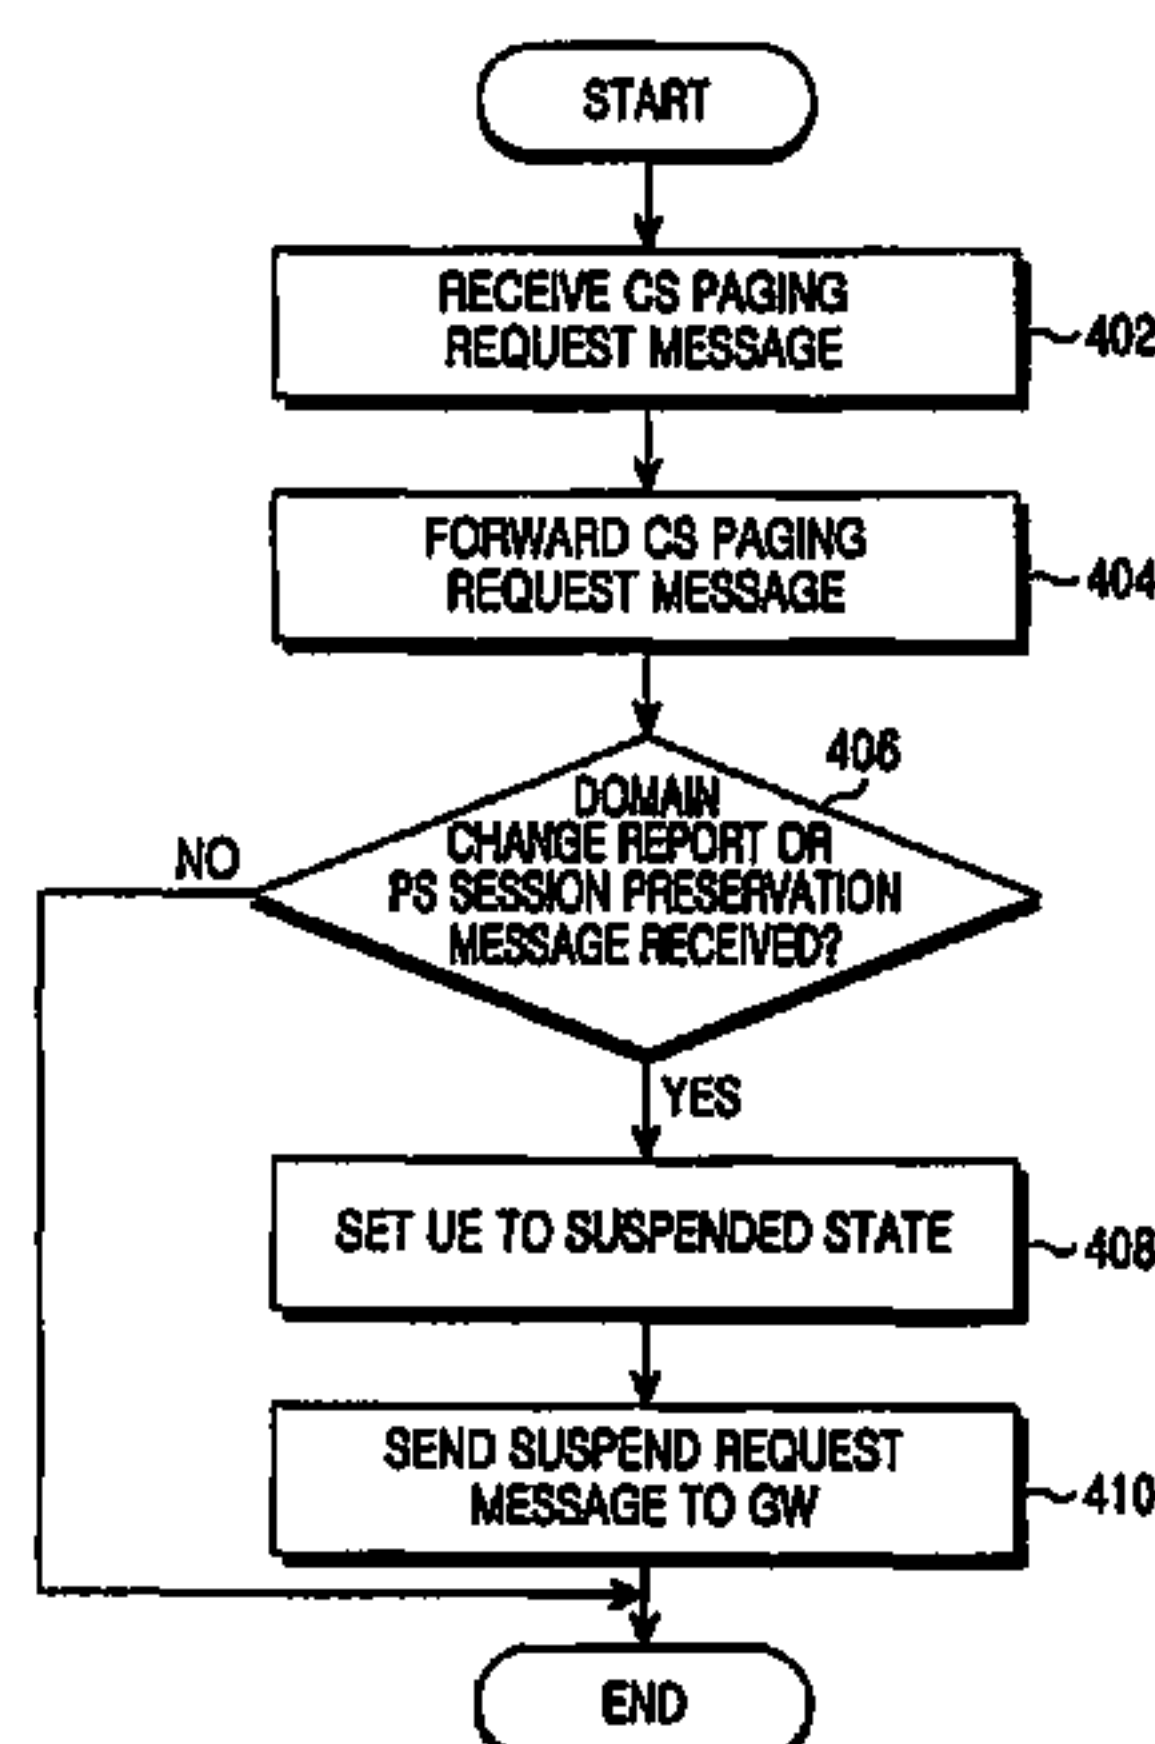 START
RECEIVE CS PAGING
REQUEST MESSAGE
402
FORWARD CS PAGING
REQUEST MESSAGE
404
406
DOMAIN
CHANGE REPORT OR
PS SESSION PRESERVATION
MESSAGE RECEIVED?
NO
YES
SET UE TO SUSPENDED STATE
408
SEND SUSPEND REQUEST
MESSAGE TO GW
410
END